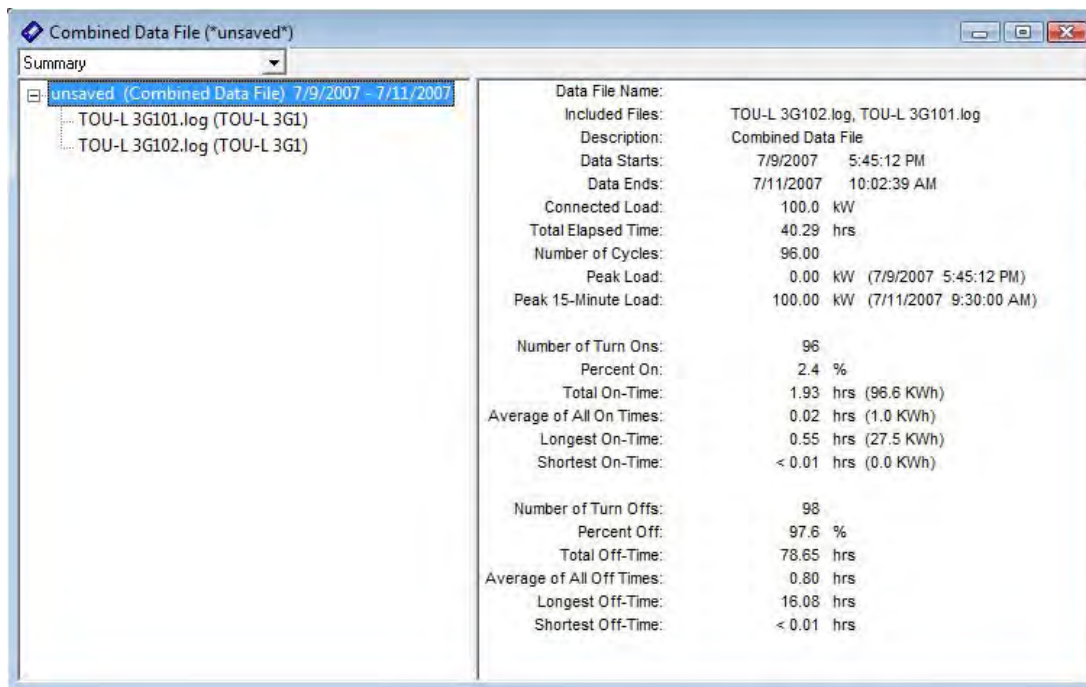 Combined Data File (*unsaved*)
Summary
unsaved (Combined Data File) 7/9/2007 - 7/11/2007
TOU-L 3G101.log (TOU-L 3G1)
TOU-L 3G102.log (TOU-L 3G1)
Data File Name:
Included Files: TOU-L 3G102.log, TOU-L 3G101.log
Description: Combined Data File
Data Starts: 7/9/2007 5:45:12 PM
Data Ends: 7/11/2007 10:02:39 AM
Connected Load: 100.0 kW
Total Elapsed Time: 40.29 hrs
Number of Cycles: 96.00
Peak Load: 0.00 kW (7/9/2007 5:45:12 PM)
Peak 15-Minute Load: 100.00 kW (7/11/2007 9:30:00 AM)
Number of Turn Ons: 96
Percent On: 2.4 %
Total On-Time: 1.93 hrs (96.6 KWh)
Average of All On Times: 0.02 hrs (1.0 KWh)
Longest On-Time: 0.55 hrs (27.5 KWh)
Shortest On-Time: < 0.01 hrs (0.0 KWh)
Number of Turn Offs: 98
Percent Off: 97.6 %
Total Off-Time: 78.65 hrs
Average of All Off Times: 0.80 hrs
Longest Off-Time: 16.08 hrs
Shortest Off-Time: < 0.01 hrs